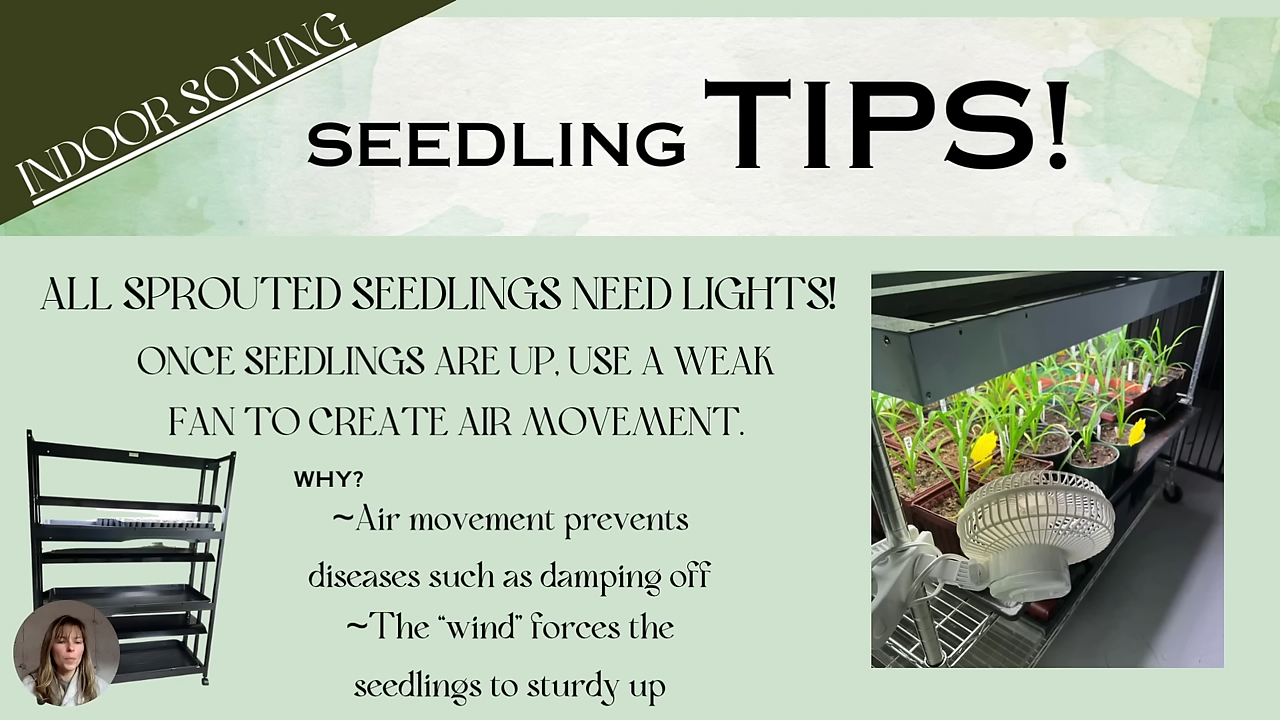 INDOOR SOWING
SEEDLING TIPS!
ALL SPROUTED SEEDLINGS NEED LIGHTS!
ONCE SEEDLINGS ARE UP, USE A WEAK
FAN TO CREATE AIR MOVEMENT.
WHY?
~Air movement prevents
diseases such as damping off
~The “wind” forces the
seedlings to sturdy up